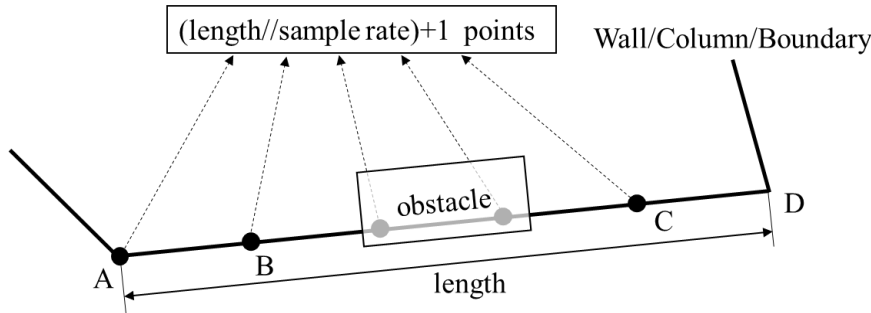 (length//sample rate)+1 points
Wall/Column/Boundary
obstacle
A
B
C
D
length